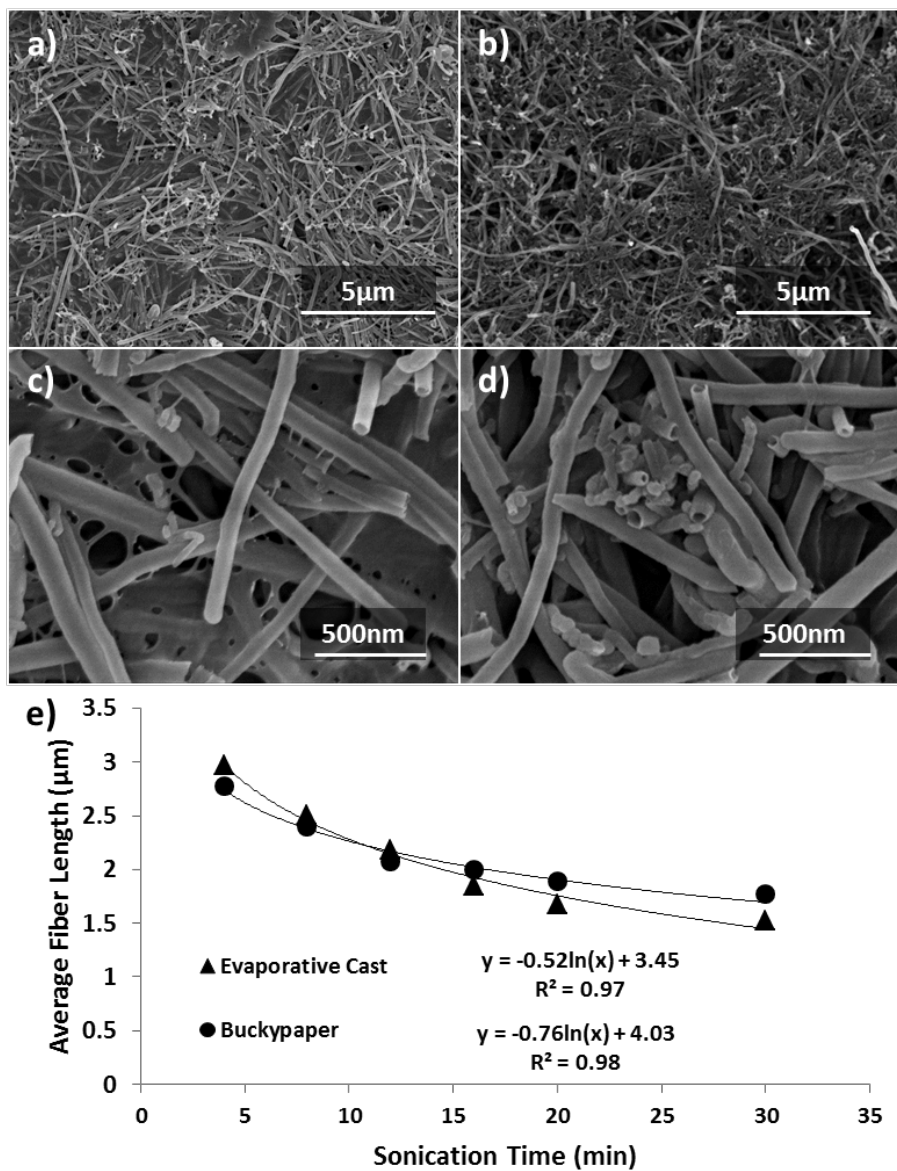 a)
b)
5μm
5μm
c)
d)
500nm
500nm
e)
Average Fiber Length (μm)
3.5
3
2.5
2
1.5
1
0.5
0
Evaporative Cast
y = -0.52ln(x) + 3.45
R² = 0.97
Buckypaper
y = -0.76ln(x) + 4.03
R² = 0.98
0 5 10 15 20 25 30 35
Sonication Time (min)